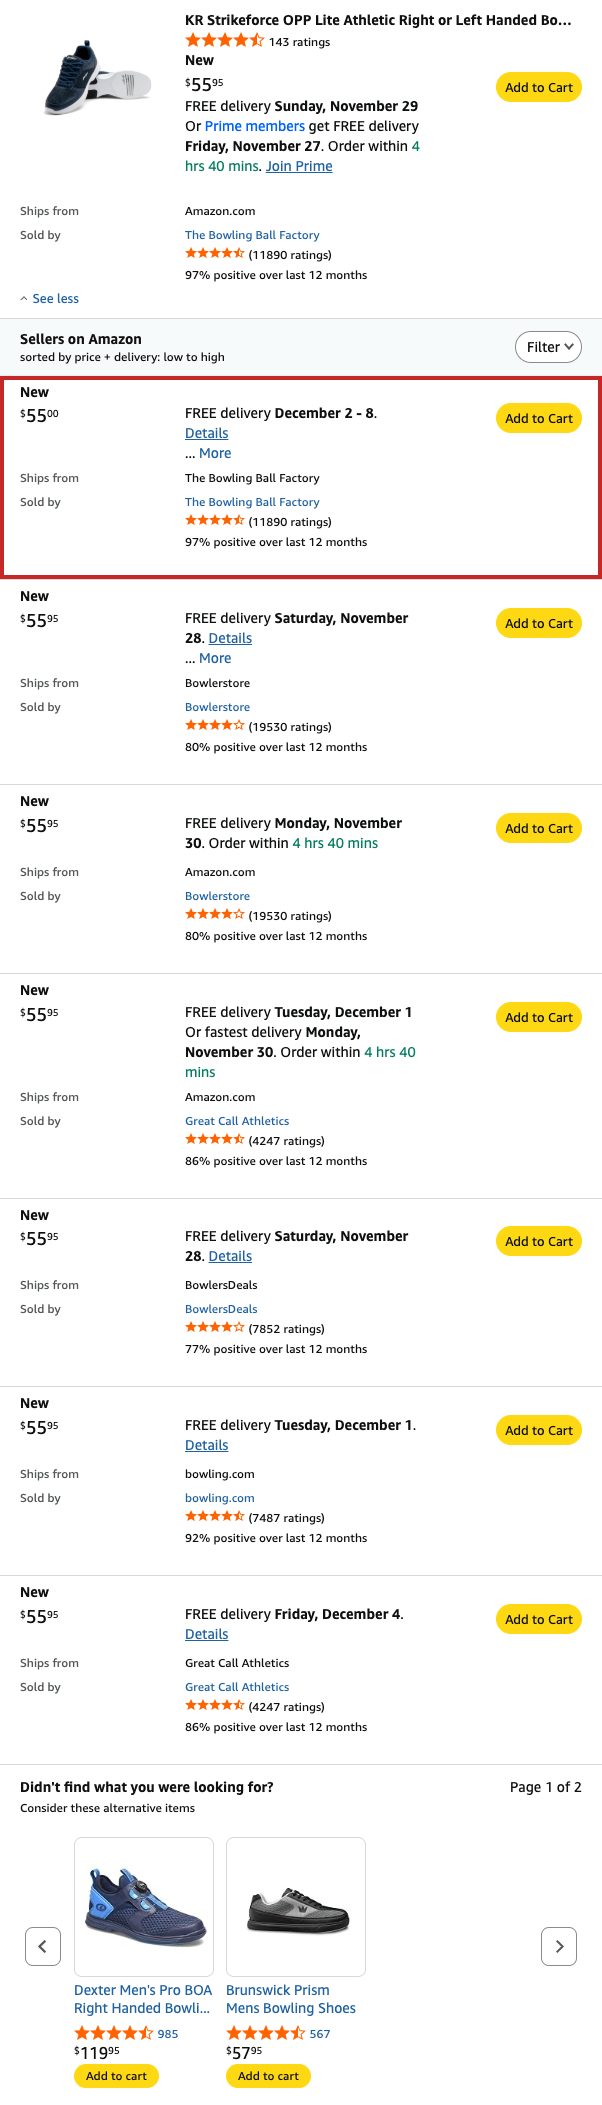 KR Strikeforce OPP Lite Athletic Right or Left Handed Bo...
143 ratings
New
$55⁹⁵
Add to Cart
FREE delivery Sunday, November 29
Or Prime members get FREE delivery
Friday, November 27. Order within 4
hrs 40 mins. Join Prime
Ships from Amazon.com
Sold by The Bowling Ball Factory
(11890 ratings)
97% positive over last 12 months
See less
Sellers on Amazon
sorted by price + delivery: low to high
Filter
New
$55⁰⁰ FREE delivery December 2 - 8. Add to Cart
Details
... More
Ships from The Bowling Ball Factory
Sold by The Bowling Ball Factory
(11890 ratings)
97% positive over last 12 months
New
$55⁹⁵ FREE delivery Saturday, November Add to Cart
28. Details
... More
Ships from Bowlerstore
Sold by Bowlerstore
(19530 ratings)
80% positive over last 12 months
New
$55⁹⁵ FREE delivery Monday, November Add to Cart
30. Order within 4 hrs 40 mins
Ships from Amazon.com
Sold by Bowlerstore
(19530 ratings)
80% positive over last 12 months
New
$55⁹⁵ FREE delivery Tuesday, December 1 Add to Cart
Or fastest delivery Monday,
November 30. Order within 4 hrs 40
mins
Ships from Amazon.com
Sold by Great Call Athletics
(4247 ratings)
86% positive over last 12 months
New
$55⁹⁵ FREE delivery Saturday, November Add to Cart
28. Details
Ships from BowlersDeals
Sold by BowlersDeals
(7852 ratings)
77% positive over last 12 months
New
$55⁹⁵ FREE delivery Tuesday, December 1. Add to Cart
Details
Ships from bowling.com
Sold by bowling.com
(7487 ratings)
92% positive over last 12 months
New
$55⁹⁵ FREE delivery Friday, December 4. Add to Cart
Details
Ships from Great Call Athletics
Sold by Great Call Athletics
(4247 ratings)
86% positive over last 12 months
Didn't find what you were looking for? Page 1 of 2
Consider these alternative items
Dexter Men's Pro BOA
Right Handed Bowli...
985
$119⁹⁵
Add to cart
Brunswick Prism
Mens Bowling Shoes
567
$57⁹⁵
Add to cart